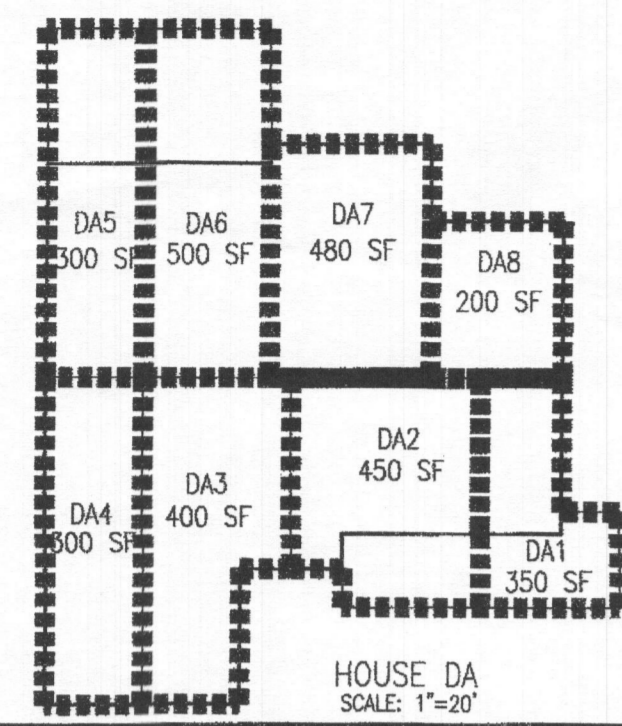 DA5
300 SF
DA6
500 SF
DA7
480 SF
DA8
200 SF
DA4
300 SF
DA3
400 SF
DA2
450 SF
DA1
350 SF
HOUSE DA
SCALE: 1"=20'